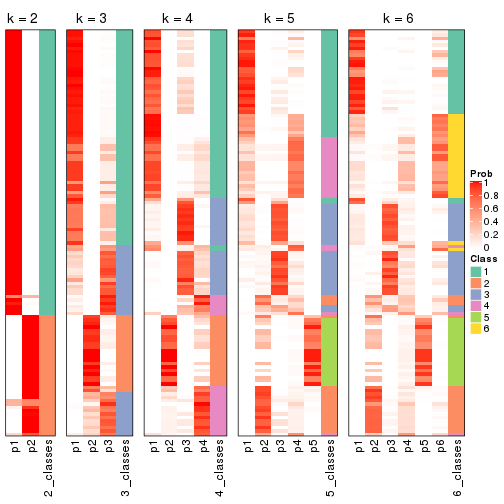 k = 2
k = 3
k = 4
k = 5
k = 6
Prob
1
0.8
0.6
0.4
0.2
0
Class
1
2
3
4
5
6
p1
p2
2_classes
p1
p2
p3
3_classes
p1
p2
p3
p4
4_classes
p1
p2
p3
p4
p5
5_classes
p1
p2
p3
p4
p5
p6
6_classes